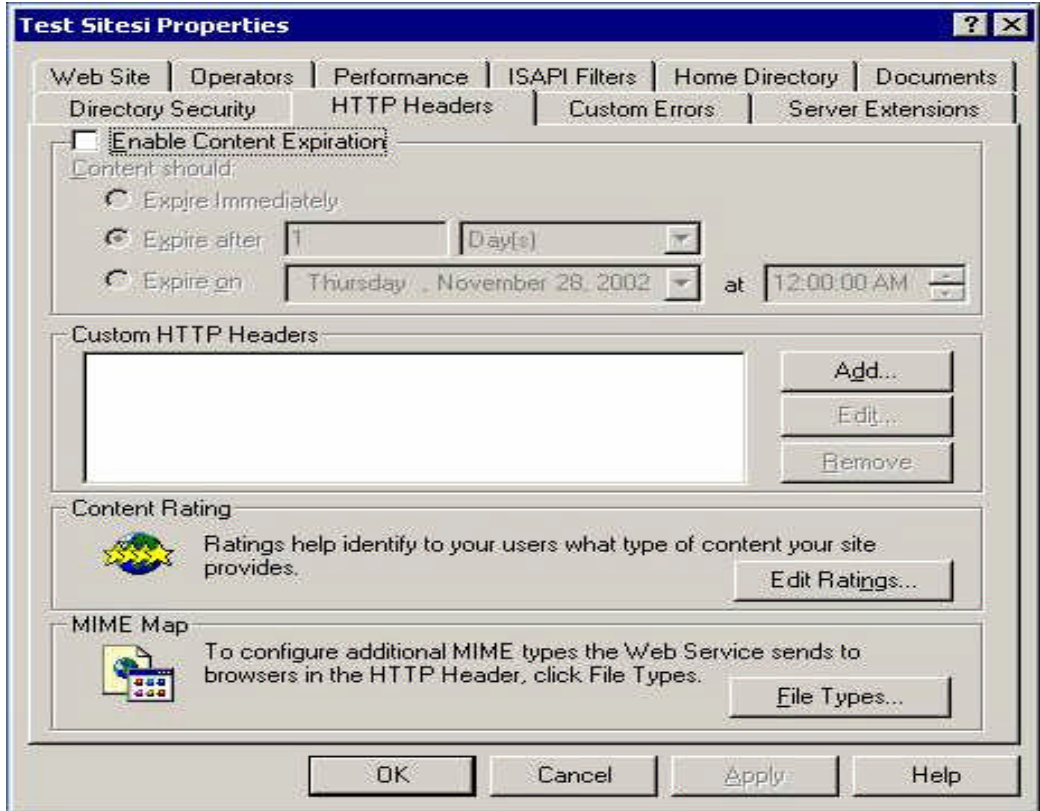 Test Sitesi Properties
Web Site Operators Performance ISAPI Filters Home Directory Documents
Directory Security HTTP Headers Custom Errors Server Extensions
Enable Content Expiration
Content should:
Expire Immediately
Expire after 1 Day(s)
Expire on Thursday , November 28, 2002 at 12:00:00 AM
Custom HTTP Headers
Add...
Edit...
Remove
Content Rating
Ratings help identify to your users what type of content your site
provides.
Edit Ratings...
MIME Map
To configure additional MIME types the Web Service sends to
browsers in the HTTP Header, click File Types.
File Types...
OK Cancel Apply Help